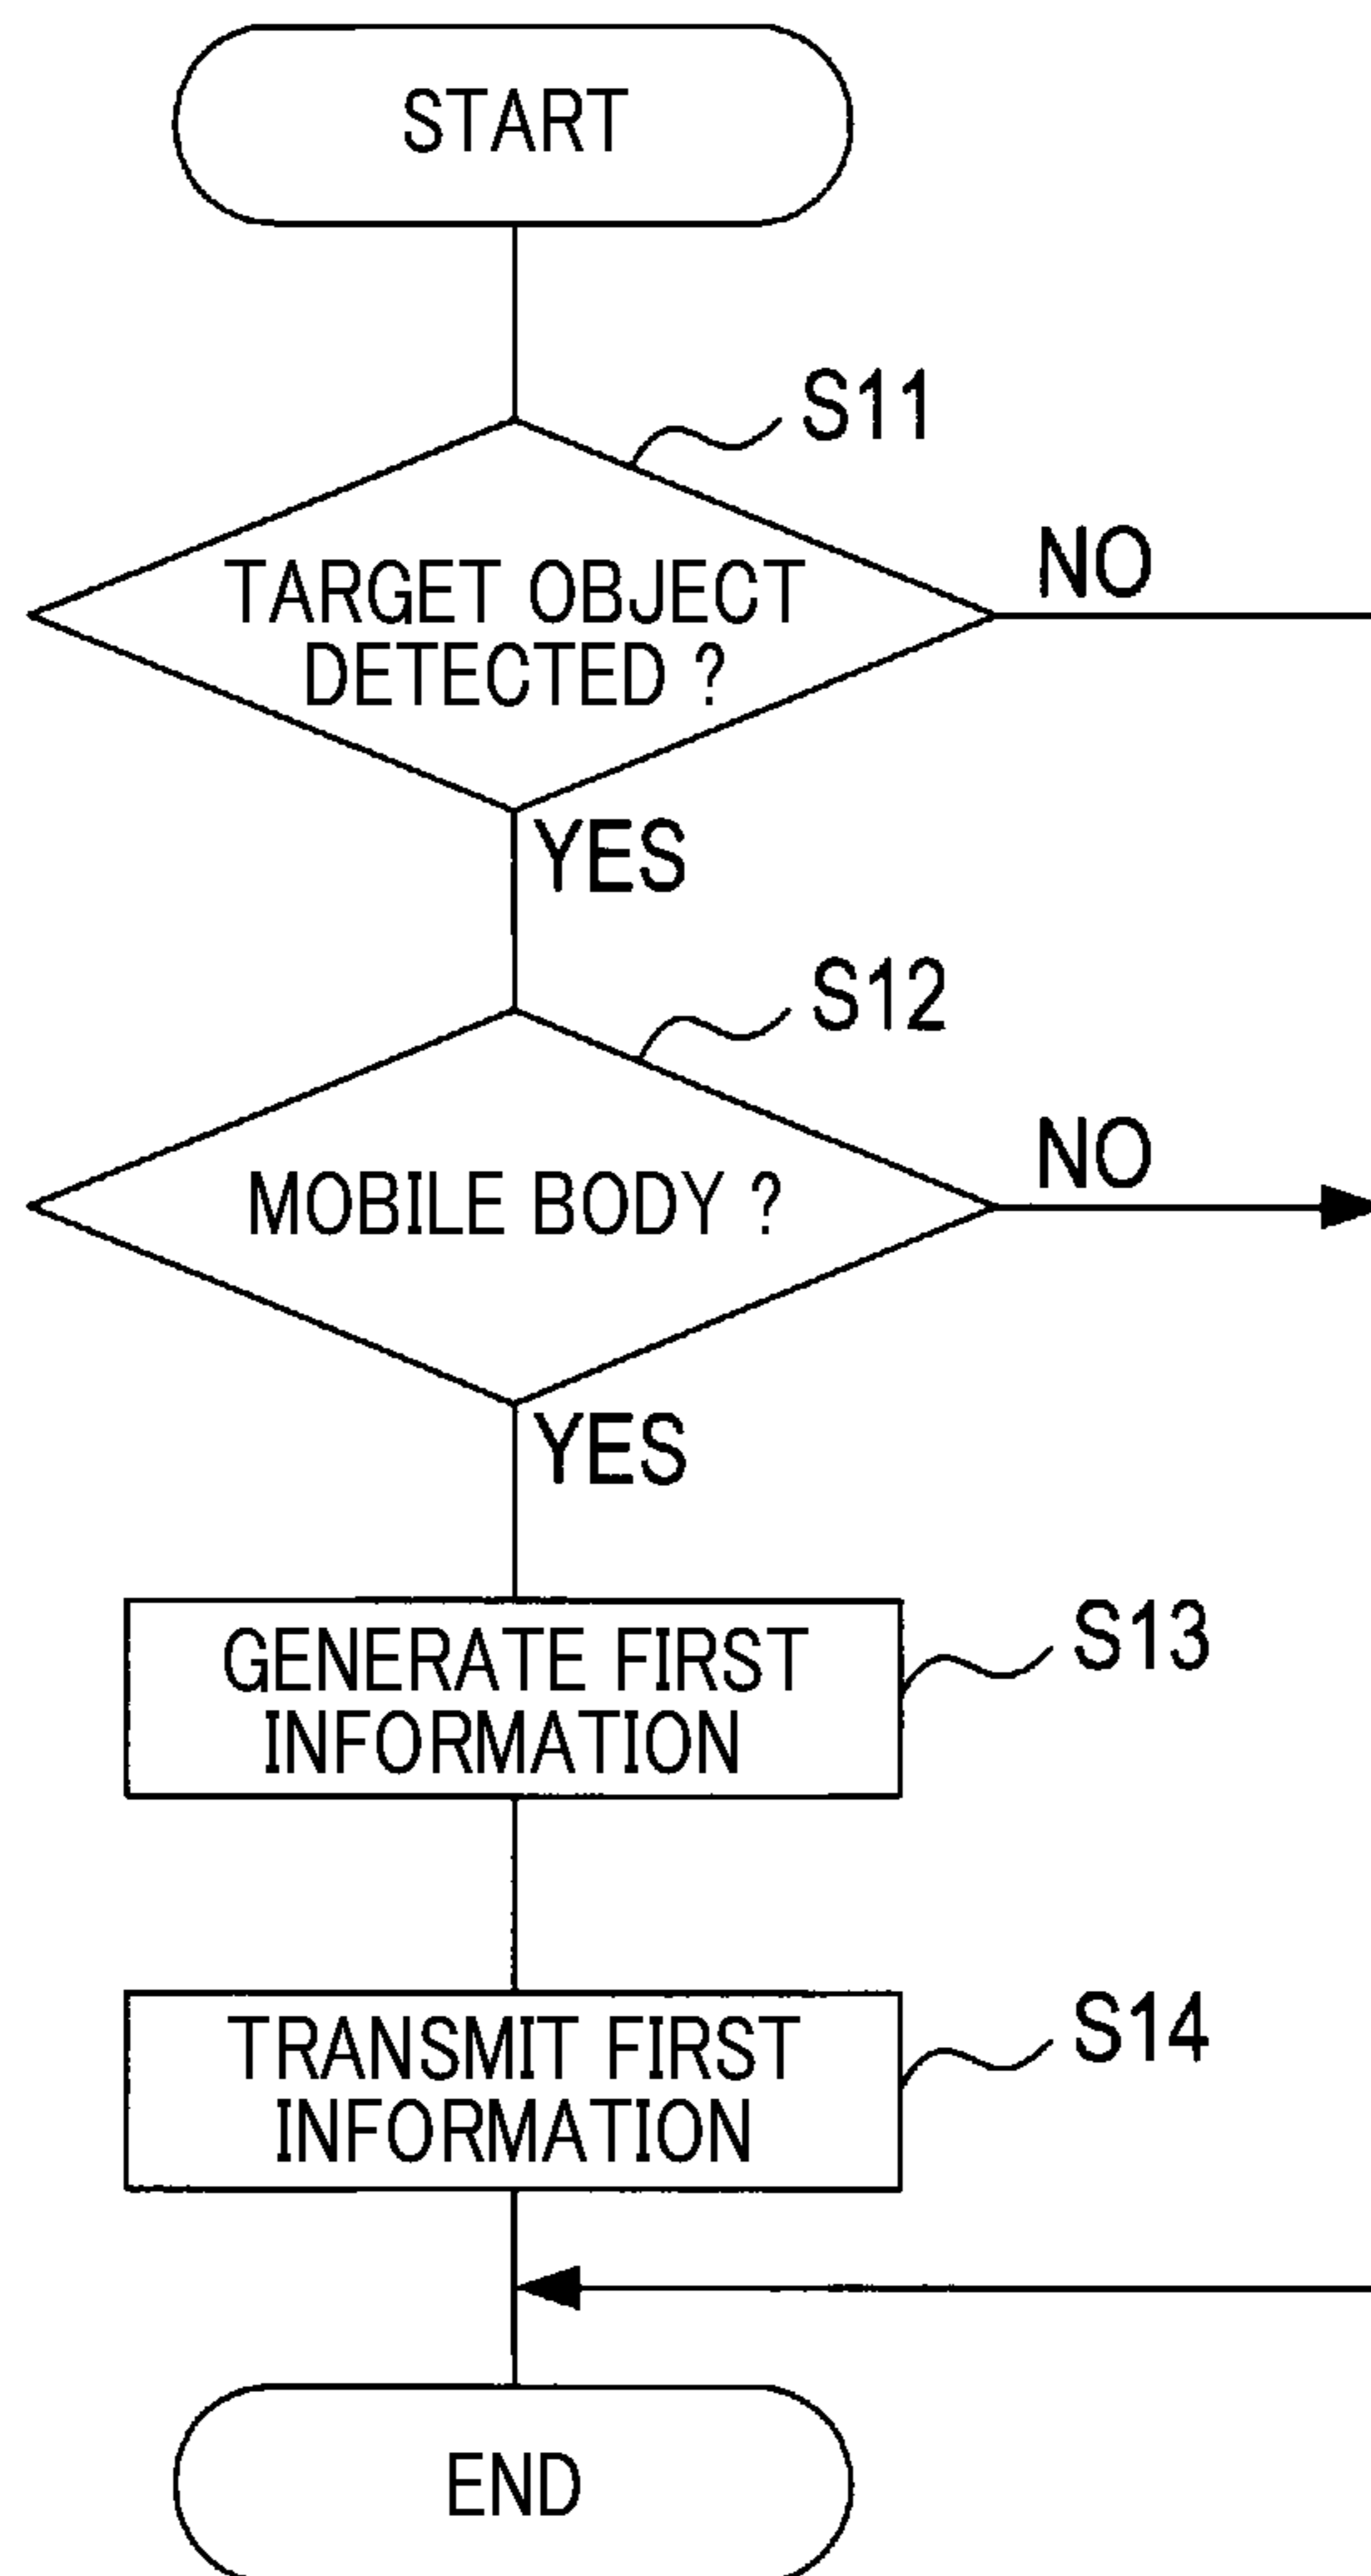 START
S11
NO
TARGET OBJECT
DETECTED ?
YES
S12
NO
MOBILE BODY ?
YES
GENERATE FIRST
INFORMATION
S13
TRANSMIT FIRST
INFORMATION
S14
END